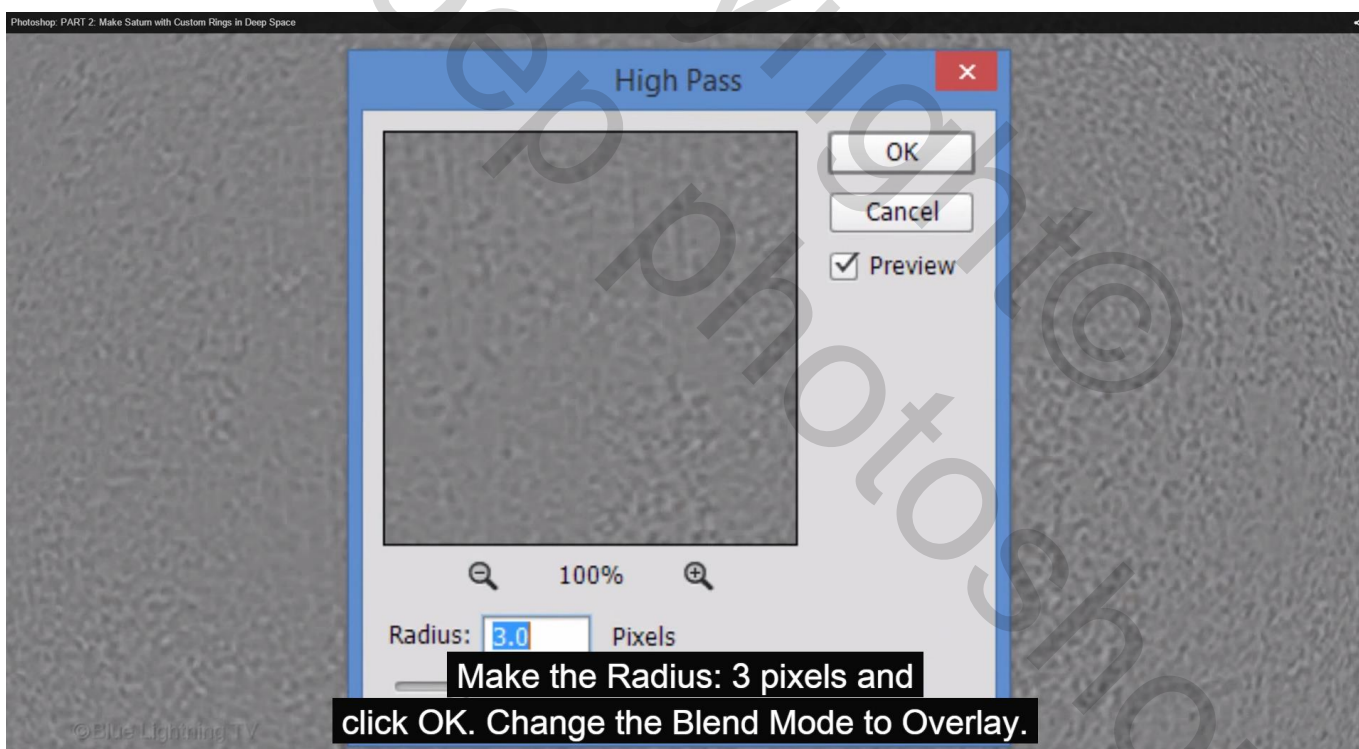 Photoshop: PART 2: Make Saturn with Custom Rings in Deep Space
High Pass
OK
Cancel
Preview
100%
Radius: 3.0 Pixels
Make the Radius: 3 pixels and
click OK. Change the Blend Mode to Overlay.
©Blue Lightning TV